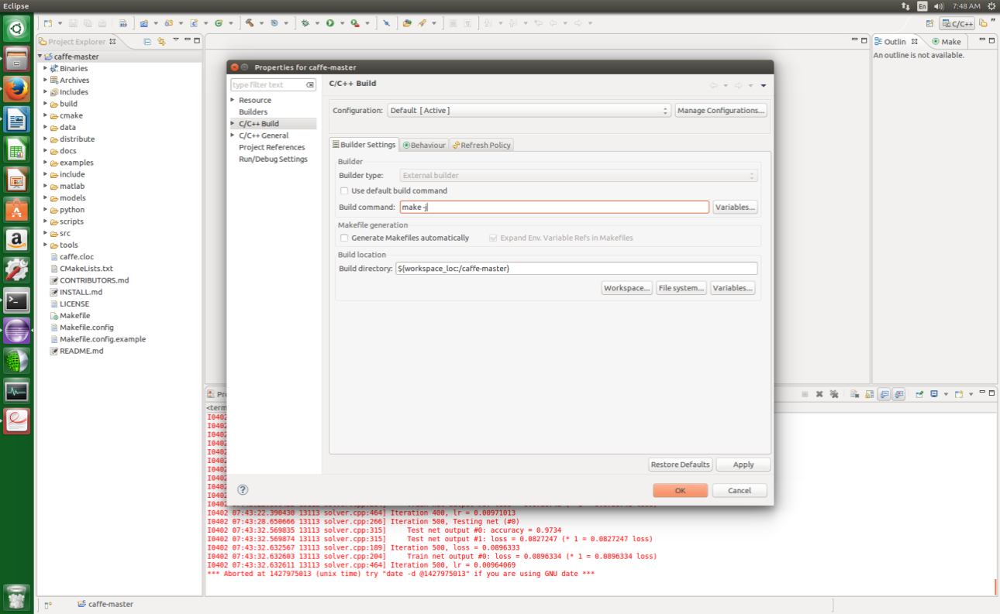 Eclipse
En
7:48 AM
C/C++
Project Explorer
caffe-master
Binaries
Archives
Includes
build
cmake
data
distribute
docs
examples
include
matlab
models
python
scripts
src
tools
caffe.cloc
CMakeLists.txt
CONTRIBUTORS.md
INSTALL.md
LICENSE
Makefile
Makefile.config
Makefile.config.example
README.md
Outlin
Make
An outline is not available.
Properties for caffe-master
type filter text
Resource
Builders
C/C++ Build
C/C++ General
Project References
Run/Debug Settings
C/C++ Build
Configuration: Default [ Active ] Manage Configurations...
Builder Settings Behaviour Refresh Policy
Builder
Builder type: External builder
Use default build command
Build command: make -j Variables...
Makefile generation
Generate Makefiles automatically Expand Env. Variable Refs in Makefiles
Build location
Build directory: ${workspace_loc:/caffe-master}
Workspace... File system... Variables...
Restore Defaults Apply
OK Cancel
<term
I0402
I0402
I0402
I0402
I0402
I0402
I0402
I0402
I0402
I0402
I0402 07:43:22.390430 13113 solver.cpp:464] Iteration 400, lr = 0.00971013
I0402 07:43:28.650666 13113 solver.cpp:266] Iteration 500, Testing net (#0)
I0402 07:43:32.569835 13113 solver.cpp:315] Test net output #0: accuracy = 0.9734
I0402 07:43:32.569874 13113 solver.cpp:315] Test net output #1: loss = 0.0827247 (* 1 = 0.0827247 loss)
I0402 07:43:32.632567 13113 solver.cpp:189] Iteration 500, loss = 0.0896333
I0402 07:43:32.632603 13113 solver.cpp:204] Train net output #0: loss = 0.0896334 (* 1 = 0.0896334 loss)
I0402 07:43:32.632611 13113 solver.cpp:464] Iteration 500, lr = 0.00964069
*** Aborted at 1427975013 (unix time) try "date -d @1427975013" if you are using GNU date ***
caffe-master